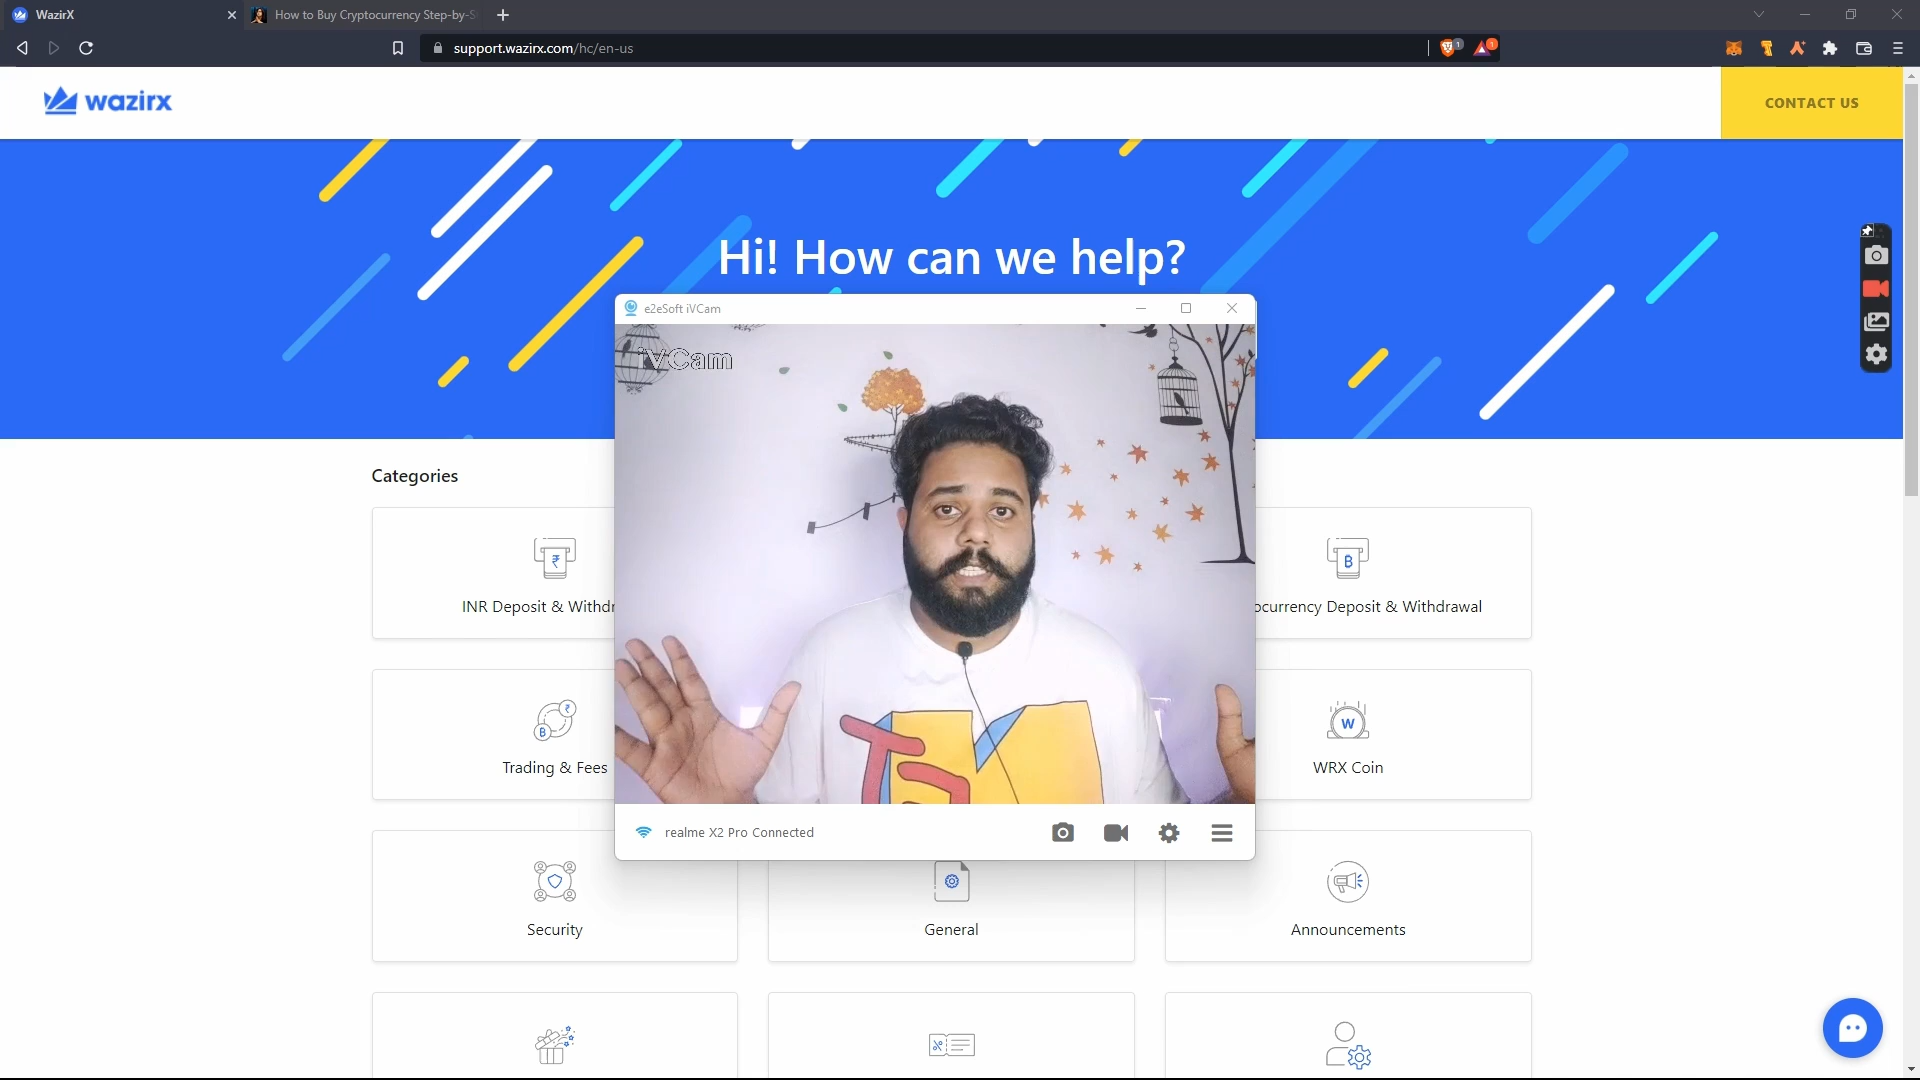 WazirX
How to Buy Cryptocurrency Step-by-S
support.wazirx.com/hc/en-us
1
1
wazirx
CONTACT US
Hi! How can we help?
e2eSoft iVCam
iVCam
Categories
INR Deposit & Withdr
ocurrency Deposit & Withdrawal
Trading & Fees
W
WRX Coin
realme X2 Pro Connected
Security
General
Announcements